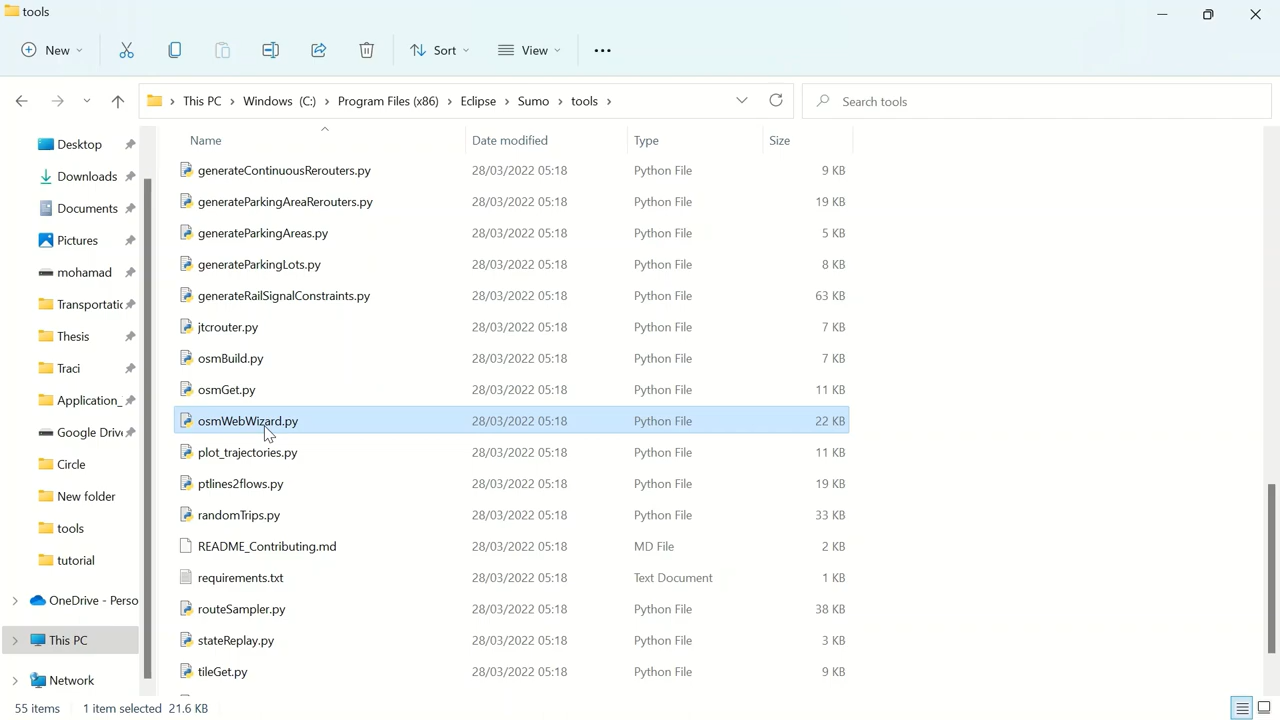 tools
New Sort View
This PC Windows (C:) Program Files (x86) Eclipse Sumo tools Search tools
Name Date modified Type Size
Desktop
Downloads
Documents
Pictures
mohamad
Transportatic
Thesis
Traci
Application_
Google Driv
Circle
New folder
tools
tutorial
OneDrive - Perso
This PC
Network
generateContinuousRerouters.py 28/03/2022 05:18 Python File 9 KB
generateParkingAreaRerouters.py 28/03/2022 05:18 Python File 19 KB
generateParkingAreas.py 28/03/2022 05:18 Python File 5 KB
generateParkingLots.py 28/03/2022 05:18 Python File 8 KB
generateRailSignalConstraints.py 28/03/2022 05:18 Python File 63 KB
jtcrouter.py 28/03/2022 05:18 Python File 7 KB
osmBuild.py 28/03/2022 05:18 Python File 7 KB
osmGet.py 28/03/2022 05:18 Python File 11 KB
osmWebWizard.py 28/03/2022 05:18 Python File 22 KB
plot_trajectories.py 28/03/2022 05:18 Python File 11 KB
ptlines2flows.py 28/03/2022 05:18 Python File 19 KB
randomTrips.py 28/03/2022 05:18 Python File 33 KB
README_Contributing.md 28/03/2022 05:18 MD File 2 KB
requirements.txt 28/03/2022 05:18 Text Document 1 KB
routeSampler.py 28/03/2022 05:18 Python File 38 KB
stateReplay.py 28/03/2022 05:18 Python File 3 KB
tileGet.py 28/03/2022 05:18 Python File 9 KB
55 items 1 item selected 21.6 KB